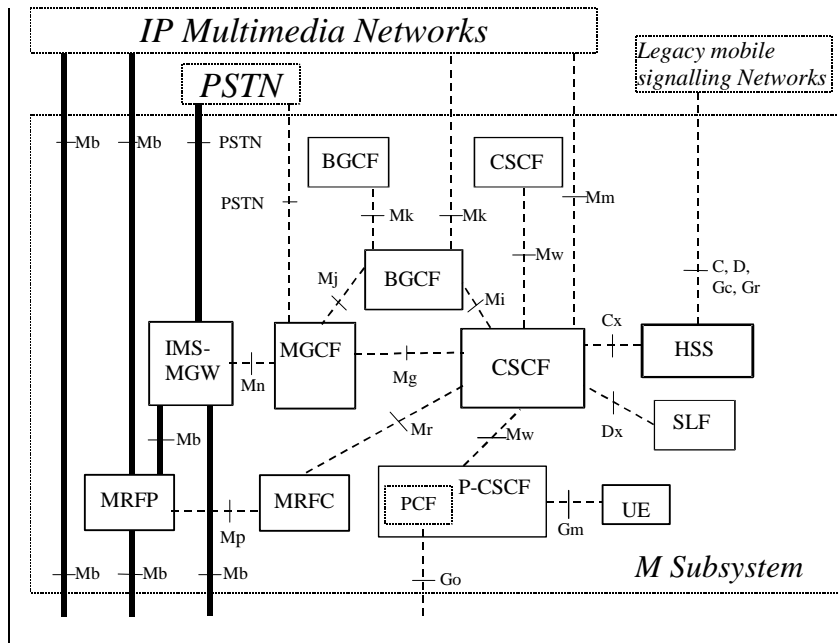 IP Multimedia Networks
Legacy mobile
signalling Networks
PSTN
Mb
Mb
PSTN
BGCF
CSCF
PSTN
Mk
Mk
Mm
Mw
C, D,
Gc, Gr
Mj
BGCF
Mi
Cx
IMS-
MGW
MGCF
CSCF
HSS
Mn
Mg
Mr
Dx
SLF
Mb
Mw
MRFP
MRFC
P-CSCF
PCF
UE
Mp
Gm
Mb
Mb
Mb
Go
M Subsystem